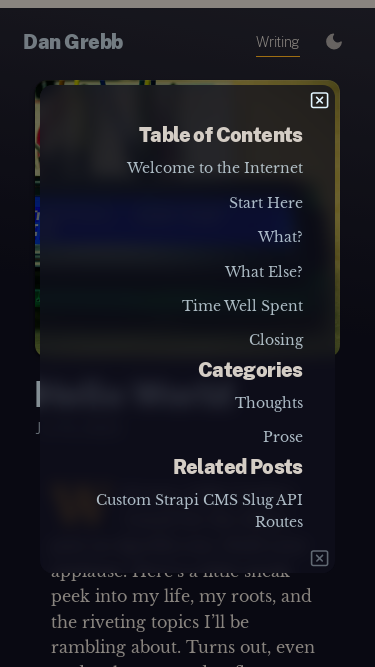 Dan Grebb
Writing
Table of Contents
Welcome to the Internet
Start Here
What?
What Else?
Time Well Spent
Closing
Categories
Thoughts
Prose
Related Posts
Custom Strapi CMS Slug API
Routes
applause. Here's a little sneak
peek into my life, my roots, and
the riveting topics I'll be
rambling about. Turns out, even